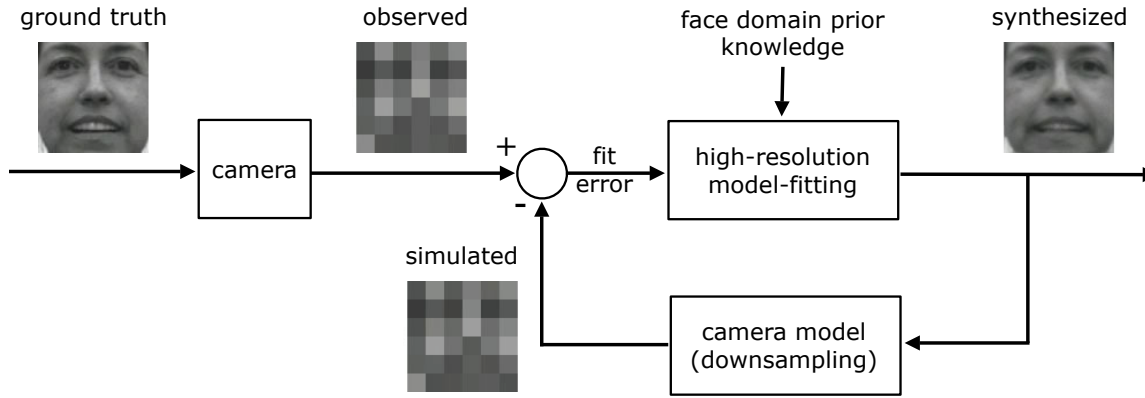 ground truth
observed
face domain prior
knowledge
synthesized
camera
+
-
fit
error
high-resolution
model-fitting
simulated
camera model
(downsampling)